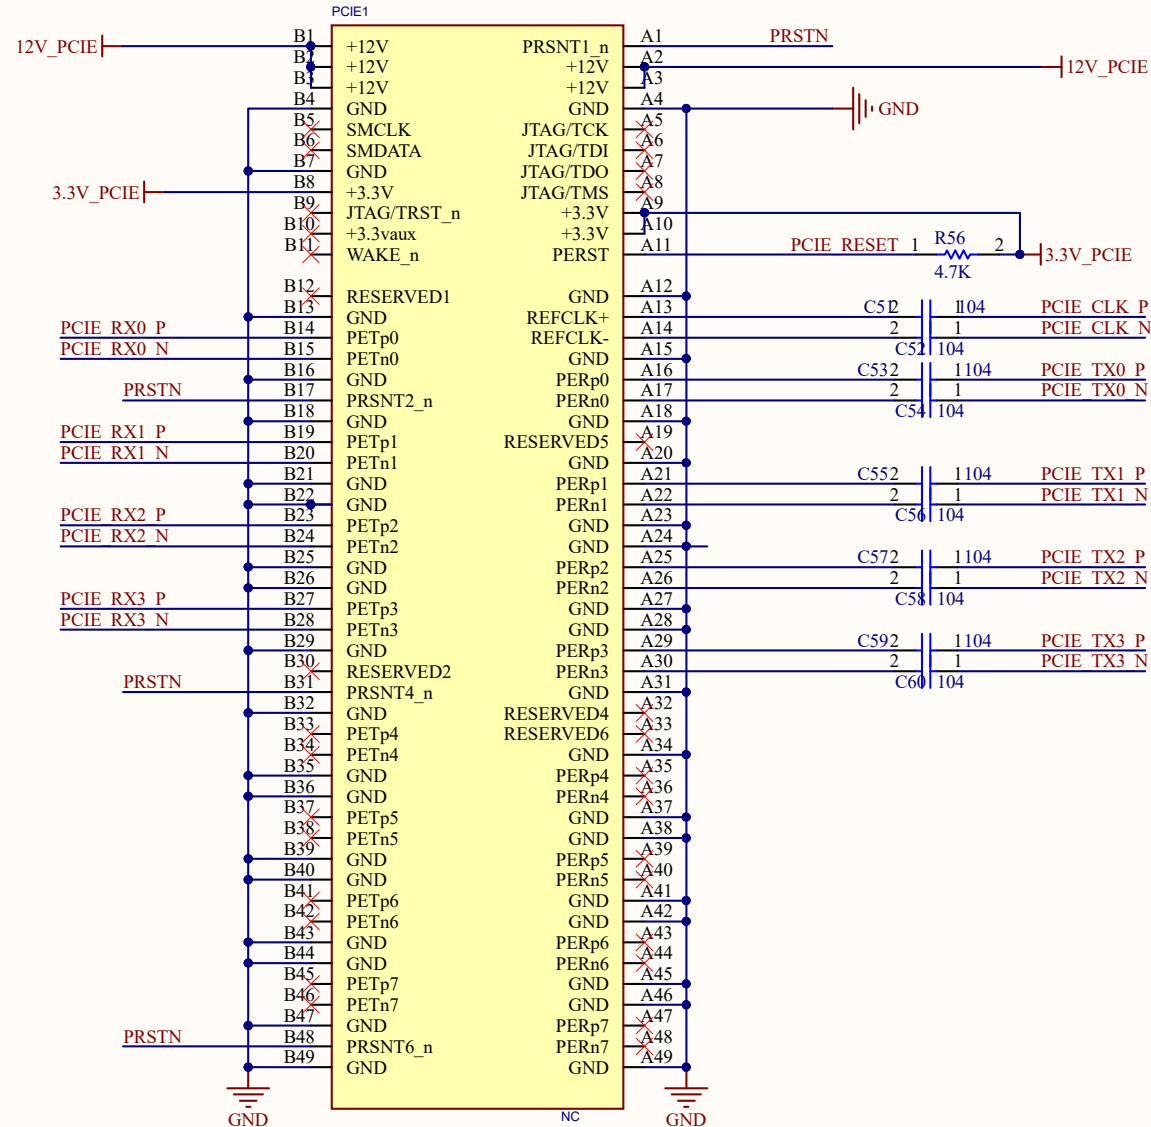 PCIE1
12V_PCIE B1 +12V PRSNT1_n A1 PRSTN
B2 +12V +12V A2 12V_PCIE
B3 +12V +12V A3
B4 GND GND A4 GND
B5 SMCLK JTAG/TCK A5
B6 SMDATA JTAG/TDI A6
B7 GND JTAG/TDO A7
3.3V_PCIE B8 +3.3V JTAG/TMS A8
B9 JTAG/TRST_n +3.3V A9
B10 +3.3vaux +3.3V A10
B11 WAKE_n PERST A11 PCIE_RESET 1 R56 2 3.3V_PCIE
4.7K
B12 RESERVED1 GND A12
B13 GND REFCLK+ A13 C51 2 1 104 PCIE_CLK_P
PCIE_RX0_P B14 PETp0 REFCLK- A14 2 1 PCIE_CLK_N
C52 104
PCIE_RX0_N B15 PETn0 GND A15
B16 GND PERp0 A16 C53 2 1 104 PCIE_TX0_P
PRSTN B17 PRSNT2_n PERn0 A17 2 1 PCIE_TX0_N
C54 104
B18 GND GND A18
PCIE_RX1_P B19 PETp1 RESERVED5 A19
PCIE_RX1_N B20 PETn1 GND A20
B21 GND PERp1 A21 C55 2 1 104 PCIE_TX1_P
B22 GND PERn1 A22 2 1 PCIE_TX1_N
C56 104
PCIE_RX2_P B23 PETp2 GND A23
PCIE_RX2_N B24 PETn2 GND A24
B25 GND PERp2 A25 C57 2 1 104 PCIE_TX2_P
B26 GND PERn2 A26 2 1 PCIE_TX2_N
C58 104
PCIE_RX3_P B27 PETp3 GND A27
PCIE_RX3_N B28 PETn3 GND A28
B29 GND PERp3 A29 C59 2 1 104 PCIE_TX3_P
B30 RESERVED2 PERn3 A30 2 1 PCIE_TX3_N
C60 104
PRSTN B31 PRSNT4_n GND A31
B32 GND RESERVED4 A32
B33 PETp4 RESERVED6 A33
B34 PETn4 GND A34
B35 GND PERp4 A35
B36 GND PERn4 A36
B37 PETp5 GND A37
B38 PETn5 GND A38
B39 GND PERp5 A39
B40 GND PERn5 A40
B41 PETp6 GND A41
B42 PETn6 GND A42
B43 GND PERp6 A43
B44 GND PERn6 A44
B45 PETp7 GND A45
B46 PETn7 GND A46
B47 GND PERp7 A47
PRSTN B48 PRSNT6_n PERn7 A48
B49 GND GND A49
GND NC GND